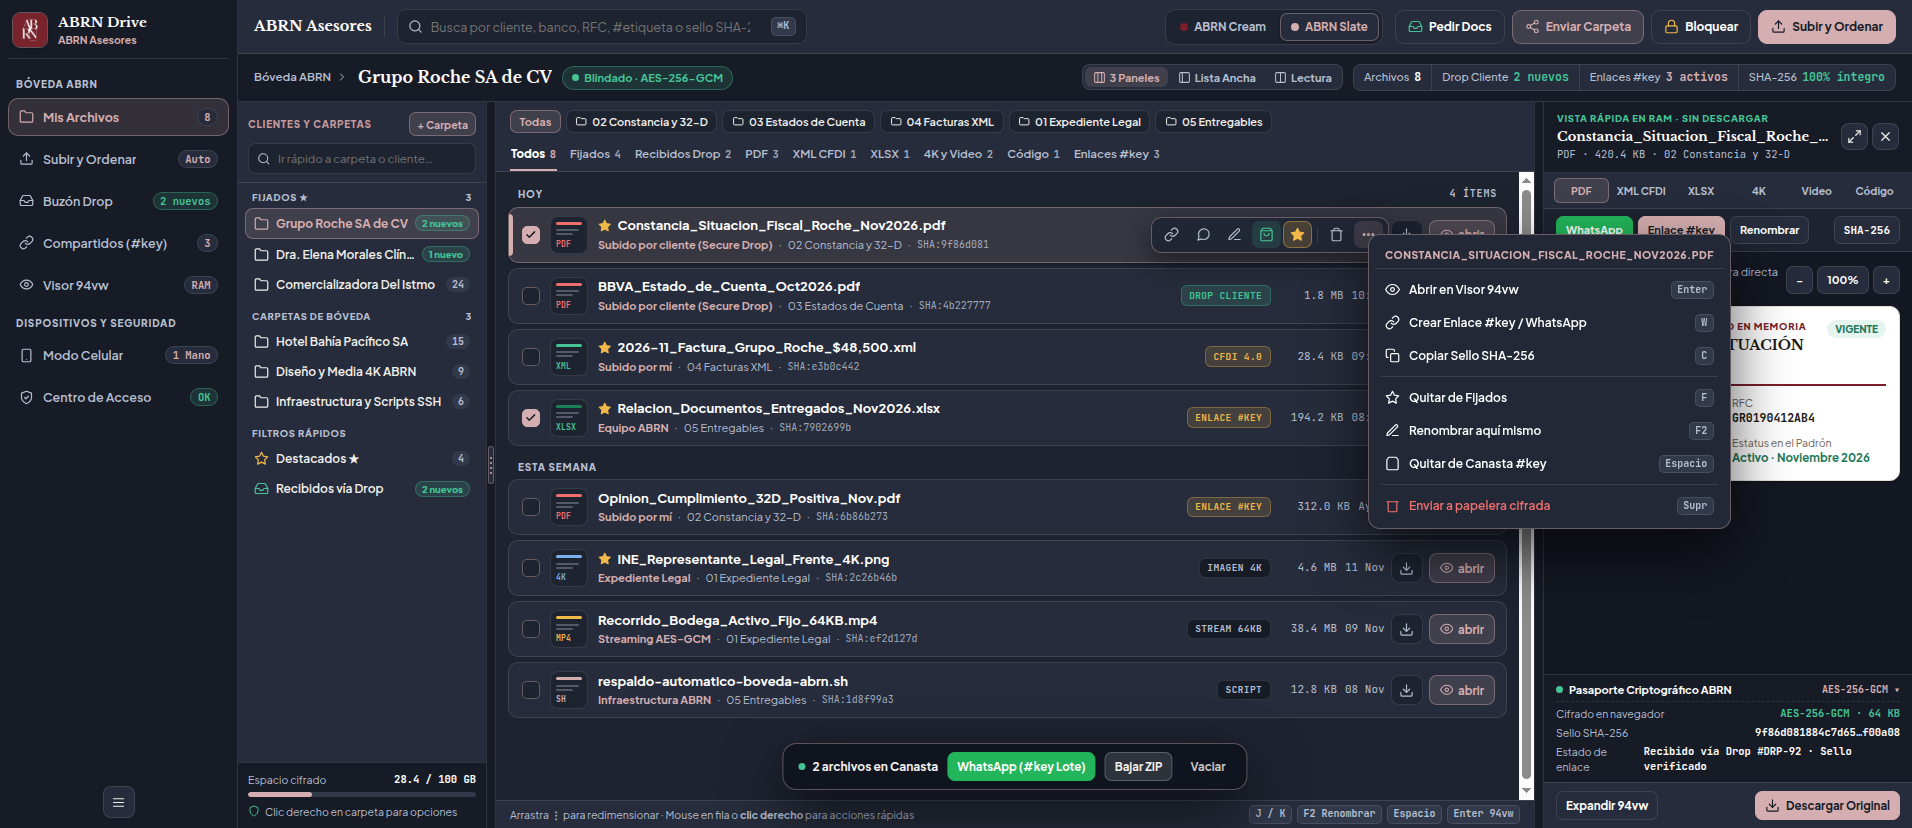 ABRN Drive
ABRN Asesores
BÓVEDA ABRN
Mis Archivos 8
Subir y Ordenar Auto
Buzón Drop 2 nuevos
Compartidos (#key) 3
Visor 94vw RAM
DISPOSITIVOS Y SEGURIDAD
Modo Celular 1 Mano
Centro de Acceso OK
ABRN Asesores
Busca por cliente, banco, RFC, #etiqueta o sello SHA-2 ⌘K
ABRN Cream ABRN Slate
Pedir Docs
Enviar Carpeta
Bloquear
Subir y Ordenar
Bóveda ABRN › Grupo Roche SA de CV
Blindado · AES-256-GCM
3 Paneles Lista Ancha Lectura
Archivos 8 Drop Cliente 2 nuevos Enlaces #key 3 activos SHA-256 100% íntegro
CLIENTES Y CARPETAS + Carpeta
Ir rápido a carpeta o cliente...
FIJADOS ★ 3
Grupo Roche SA de CV 2 nuevos
Dra. Elena Morales Clín... 1 nuevo
Comercializadora Del Istmo 24
CARPETAS DE BÓVEDA 3
Hotel Bahía Pacífico SA 15
Diseño y Media 4K ABRN 9
Infraestructura y Scripts SSH 6
FILTROS RÁPIDOS
Destacados ★ 4
Recibidos vía Drop 2 nuevos
Espacio cifrado 28.4 / 100 GB
Clic derecho en carpeta para opciones
Todas 02 Constancia y 32-D 03 Estados de Cuenta 04 Facturas XML 01 Expediente Legal 05 Entregables
Todos 8 Fijados 4 Recibidos Drop 2 PDF 3 XML CFDI 1 XLSX 1 4K y Video 2 Código 1 Enlaces #key 3
HOY 4 ÍTEMS
PDF
Constancia_Situacion_Fiscal_Roche_Nov2026.pdf
Subido por cliente (Secure Drop) · 02 Constancia y 32-D · SHA:9f86d081
abrir
PDF
BBVA_Estado_de_Cuenta_Oct2026.pdf
Subido por cliente (Secure Drop) · 03 Estados de Cuenta · SHA:4b227777
DROP CLIENTE 1.8 MB 10:
XML
2026-11_Factura_Grupo_Roche_$48,500.xml
Subido por mí · 04 Facturas XML · SHA:e3b0c442
CFDI 4.0 28.4 KB 09:
XLSX
Relacion_Documentos_Entregados_Nov2026.xlsx
Equipo ABRN · 05 Entregables · SHA:7902699b
ENLACE #KEY 194.2 KB 08:
ESTA SEMANA
PDF
Opinion_Cumplimiento_32D_Positiva_Nov.pdf
Subido por mí · 02 Constancia y 32-D · SHA:6b86b273
ENLACE #KEY 312.0 KB Ay
4K
INE_Representante_Legal_Frente_4K.png
Expediente Legal · 01 Expediente Legal · SHA:2c26b46b
IMAGEN 4K 4.6 MB 11 Nov abrir
MP4
Recorrido_Bodega_Activo_Fijo_64KB.mp4
Streaming AES-GCM · 01 Expediente Legal · SHA:ef2d127d
STREAM 64KB 38.4 MB 09 Nov abrir
SH
respaldo-automatico-boveda-abrn.sh
Infraestructura ABRN · 05 Entregables · SHA:1d8f99a3
SCRIPT 12.8 KB 08 Nov abrir
2 archivos en Canasta WhatsApp (#key Lote) Bajar ZIP Vaciar
Arrastra ⋮ para redimensionar · Mouse en fila o clic derecho para acciones rápidas
J / K F2 Renombrar Espacio Enter 94vw
CONSTANCIA_SITUACION_FISCAL_ROCHE_NOV2026.PDF
Abrir en Visor 94vw Enter
Crear Enlace #key / WhatsApp W
Copiar Sello SHA-256 C
Quitar de Fijados F
Renombrar aquí mismo F2
Quitar de Canasta #key Espacio
Enviar a papelera cifrada Supr
VISTA RÁPIDA EN RAM · SIN DESCARGAR
Constancia_Situacion_Fiscal_Roche_...
PDF · 420.4 KB · 02 Constancia y 32-D
PDF XML CFDI XLSX 4K Video Código
WhatsApp Enlace #key Renombrar SHA-256
ra directa − 100% +
O EN MEMORIA VIGENTE
TUACIÓN
RFC
GRO190412AB4
Estatus en el Padrón
Activo · Noviembre 2026
Pasaporte Criptográfico ABRN AES-256-GCM ▾
Cifrado en navegador AES-256-GCM · 64 KB
Sello SHA-256 9f86d081884c7d65…f00a08
Estado de enlace Recibido vía Drop #DRP-92 · Sello verificado
Expandir 94vw Descargar Original